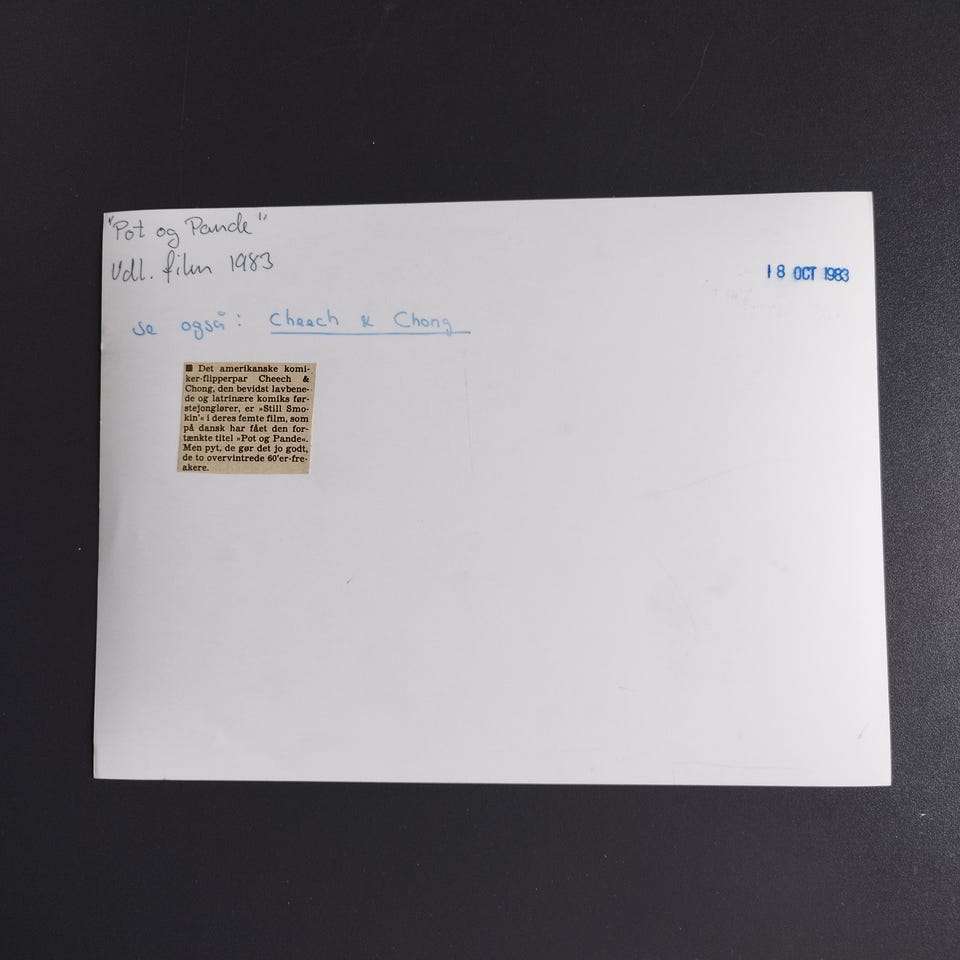 "Pot og Pande"
Udl. film 1983
18 OCT 1983
se også: Cheech & Chong
■ Det amerikanske komi-
ker-flipperpar Cheech &
Chong, den bevidst lavbene-
de og latrinære komiks før-
stejonglører, er »Still Smo-
kin'« i deres femte film, som
på dansk har fået den for-
tænkte titel »Pot og Pande«.
Men pyt, de gør det jo godt,
de to overvintrede 60'er-fre-
akere.